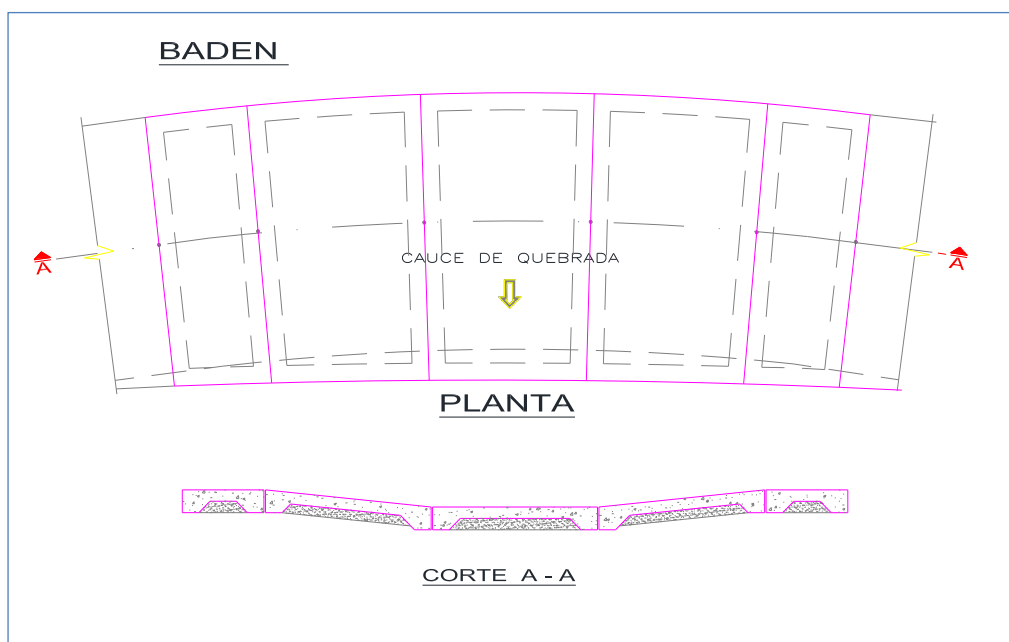 BADEN
A
A
CAUCE DE QUEBRADA
PLANTA
CORTE A - A